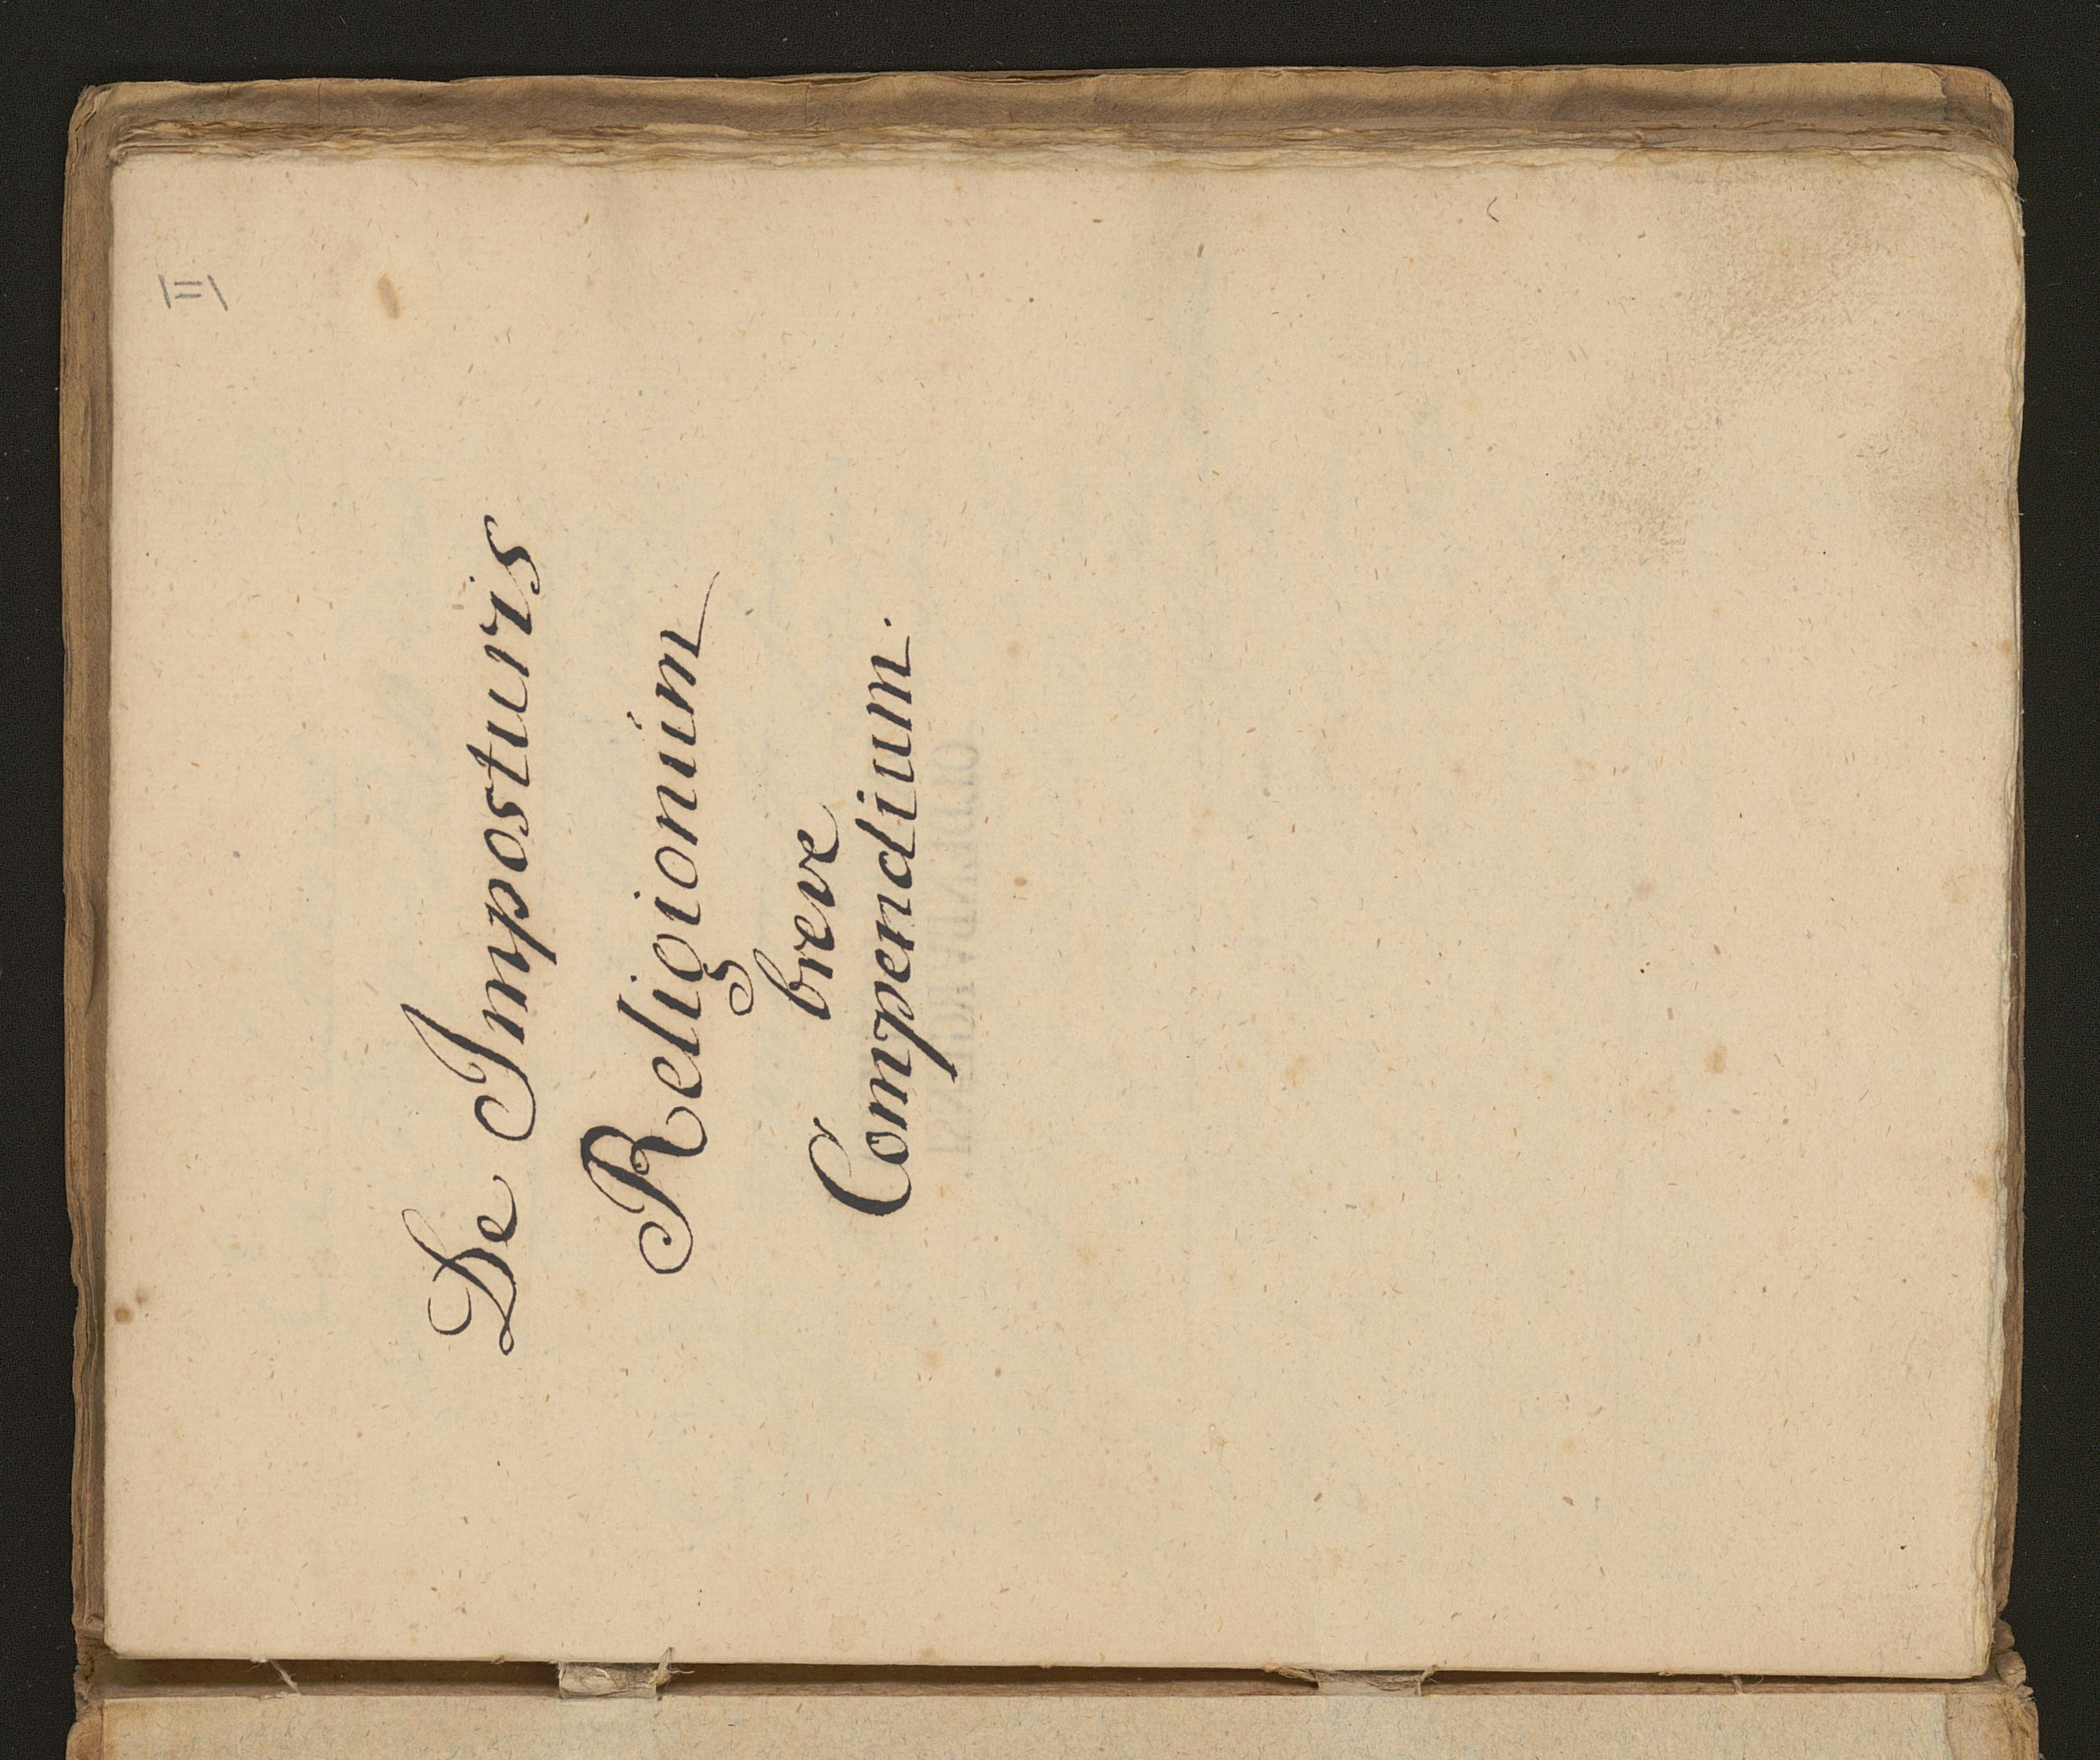 De Imposturis
Religionum
breve
Compendium.